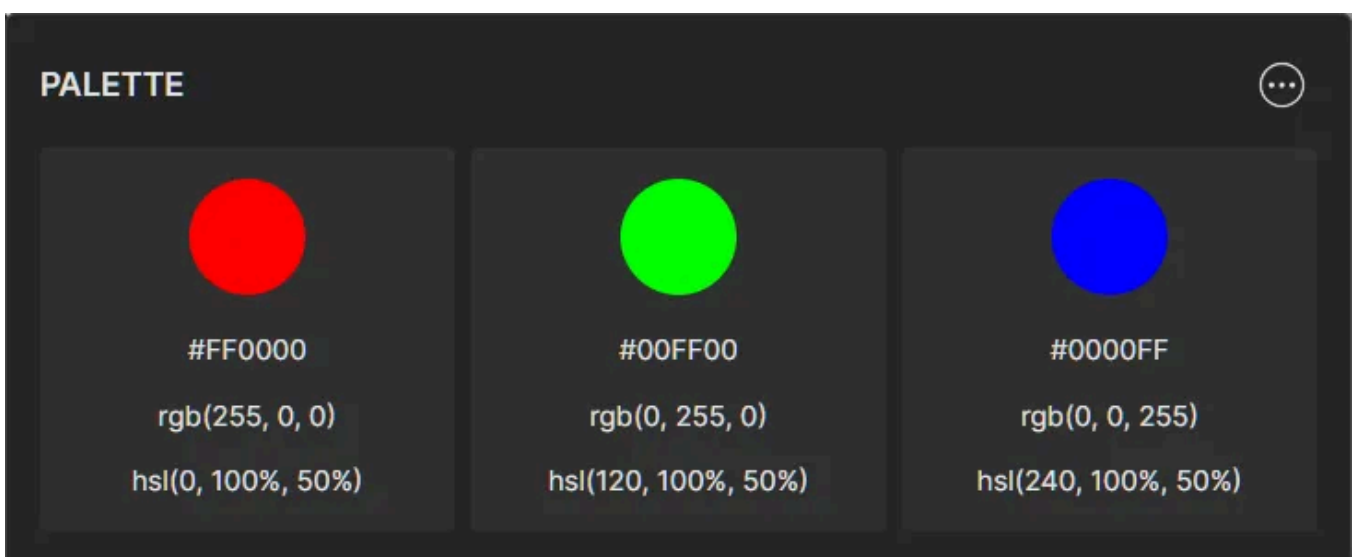 PALETTE
#FF0000
rgb(255, 0, 0)
hsl(0, 100%, 50%)
#00FF00
rgb(0, 255, 0)
hsl(120, 100%, 50%)
#0000FF
rgb(0, 0, 255)
hsl(240, 100%, 50%)